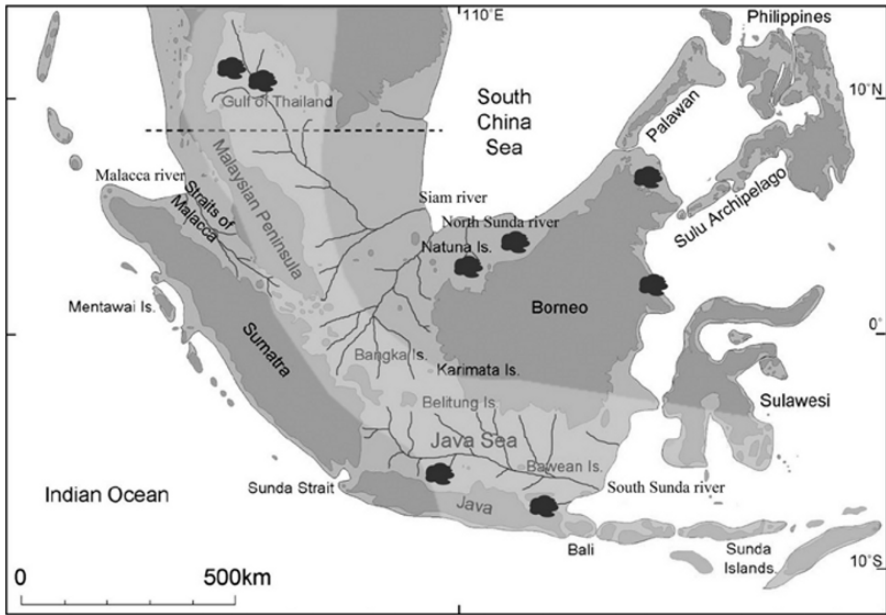 110°E
Philippines
Gulf of Thailand
South
China
Sea
10°N
Palawan
Malacca river
Straits of
Malacca
Malaysian Peninsula
Siam river
Sulu Archipelago
North Sunda river
Natuna Is.
Mentawai Is.
Borneo
0°
Sumatra
Bangka Is.
Karimata Is.
Belitung Is
Sulawesi
Java Sea
Bawean Is.
Indian Ocean
Sunda Strait
South Sunda river
Java
Bali
Sunda
Islands.
0
500km
10°S